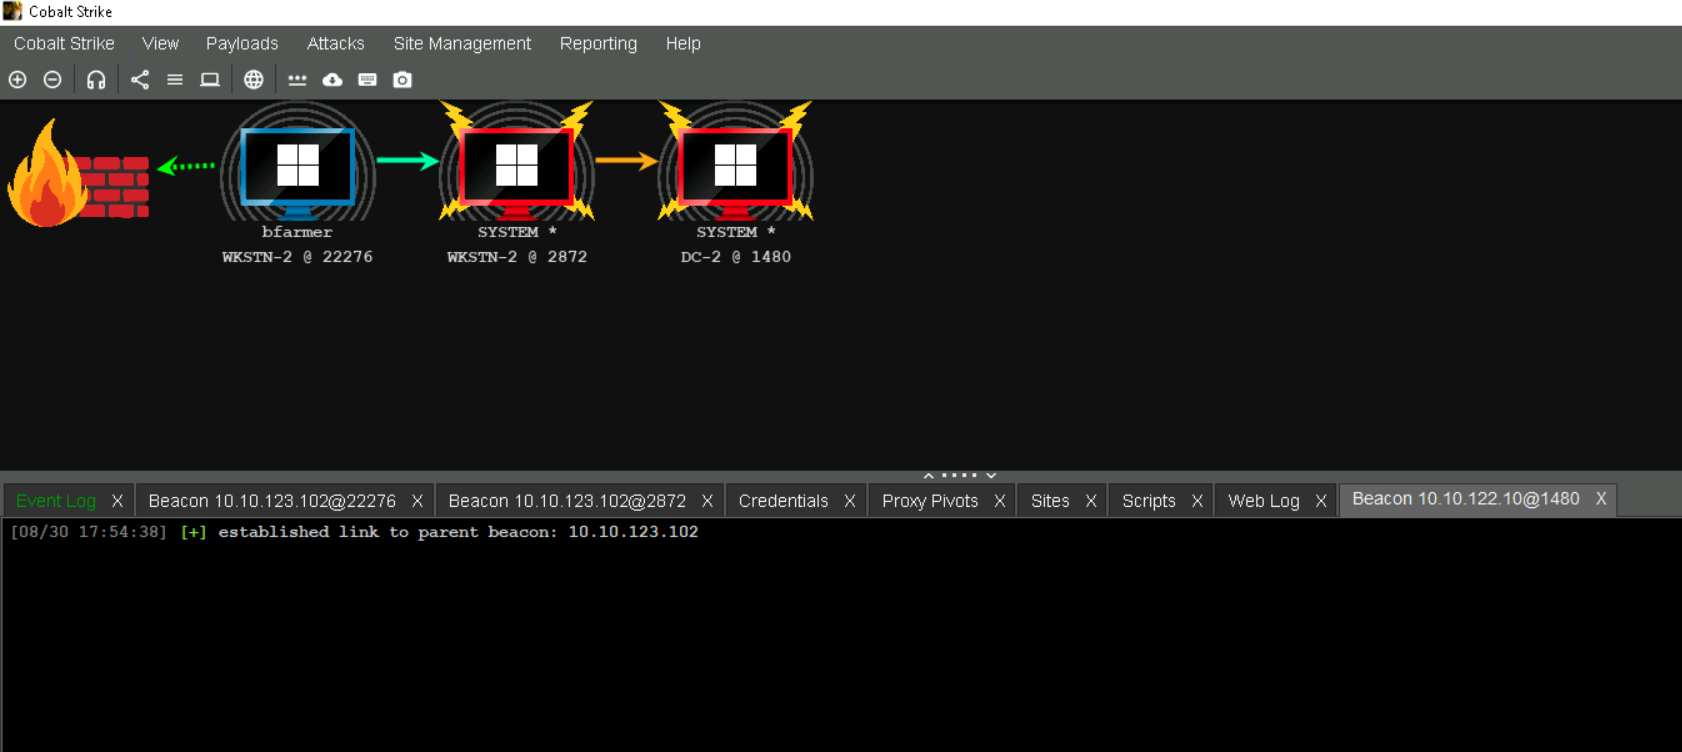 Cobalt Strike
Cobalt Strike View Payloads Attacks Site Management Reporting Help
bfarmer SYSTEM * SYSTEM *
WKSTN-2 @ 22276 WKSTN-2 @ 2872 DC-2 @ 1480
Event Log X Beacon 10.10.123.102@22276 X Beacon 10.10.123.102@2872 X Credentials X Proxy Pivots X Sites X Scripts X Web Log X Beacon 10.10.122.10@1480 X
[08/30 17:54:38] [+] established link to parent beacon: 10.10.123.102